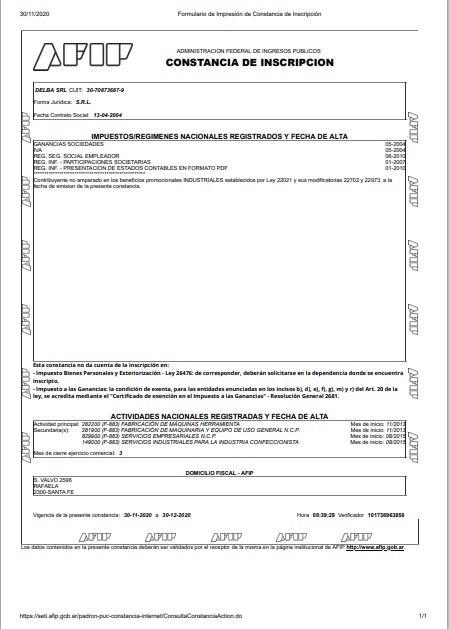 30/11/2020 Formulario de Impresión de Constancia de Inscripción
AFIP
ADMINISTRACION FEDERAL DE INGRESOS PUBLICOS
CONSTANCIA DE INSCRIPCION
DELBA SRL CUIT: 30-70873687-9
Forma Jurídica: S.R.L.
Fecha Contrato Social: 13-04-2004
IMPUESTOS/REGIMENES NACIONALES REGISTRADOS Y FECHA DE ALTA
GANANCIAS SOCIEDADES 05-2004
IVA 05-2004
REG. SEG. SOCIAL EMPLEADOR 06-2010
REG. INF. - PARTICIPACIONES SOCIETARIAS 01-2007
REG. INF. - PRESENTACION DE ESTADOS CONTABLES EN FORMATO PDF 01-2010
Contribuyente no amparado en los beneficios promocionales INDUSTRIALES establecidos por Ley 22021 y sus modificatorias 22702 y 22973, a la
fecha de emision de la presente constancia.
Esta constancia no da cuenta de la inscripción en:
- Impuesto Bienes Personales y Exteriorización - Ley 26476: de corresponder, deberán solicitarse en la dependencia donde se encuentra
inscripto.
- Impuesto a las Ganancias: la condición de exenta, para las entidades enunciadas en los incisos b), d), e), f), g), m) y r) del Art. 20 de la
ley, se acredita mediante el "Certificado de exención en el Impuesto a las Ganancias" - Resolución General 2681.
ACTIVIDADES NACIONALES REGISTRADAS Y FECHA DE ALTA
Actividad principal: 282200 (F-883) FABRICACIÓN DE MÁQUINAS HERRAMIENTA Mes de inicio: 11/2013
Secundaria(s): 281900 (F-883) FABRICACIÓN DE MAQUINARIA Y EQUIPO DE USO GENERAL N.C.P. Mes de inicio: 11/2013
829900 (F-883) SERVICIOS EMPRESARIALES N.C.P. Mes de inicio: 08/2015
149000 (F-883) SERVICIOS INDUSTRIALES PARA LA INDUSTRIA CONFECCIONISTA Mes de inicio: 08/2015
Mes de cierre ejercicio comercial: 3
DOMICILIO FISCAL - AFIP
S. VALVO 2596
RAFAELA
2300-SANTA FE
Vigencia de la presente constancia: 30-11-2020 a 30-12-2020 Hora 08:39:29 Verificador 101738963858
AFIP AFIP AFIP AFIP AFIP
Los datos contenidos en la presente constancia deberán ser validados por el receptor de la misma en la página institucional de AFIP http://www.afip.gob.ar.
https://seti.afip.gob.ar/padron-puc-constancia-internet/ConsultaConstanciaAction.do 1/1